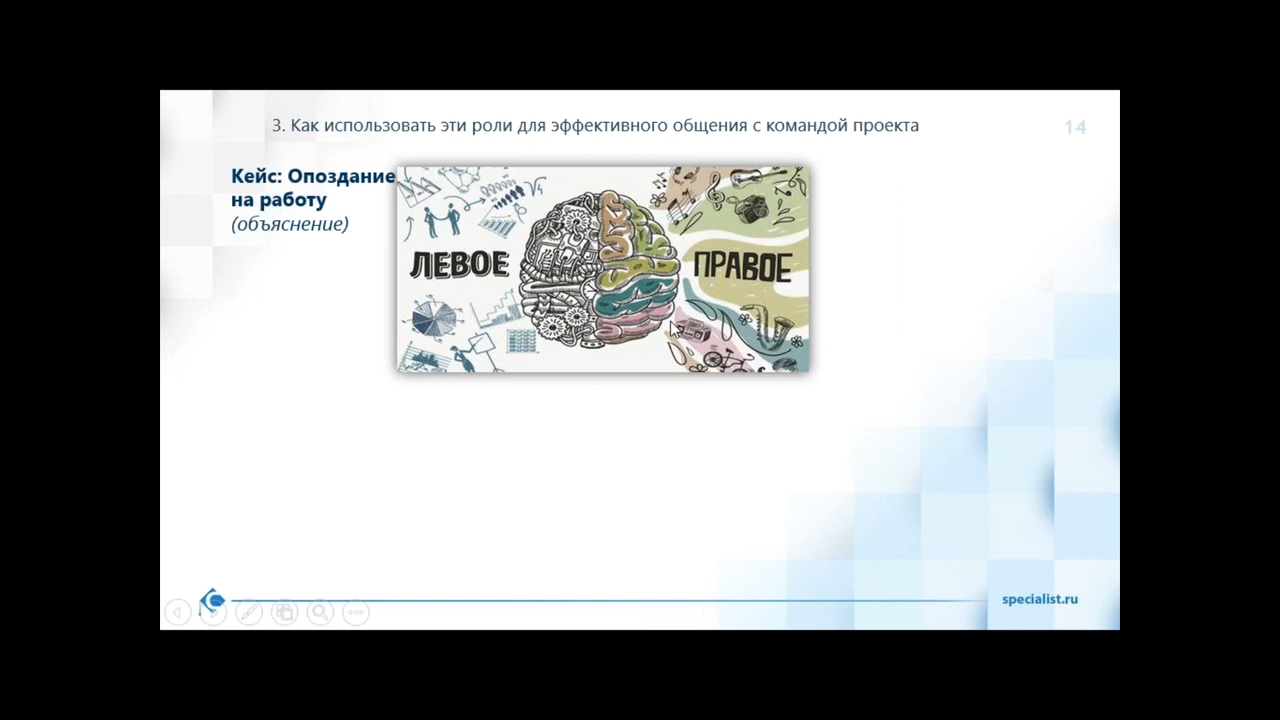 3. Как использовать эти роли для эффективного общения с командой проекта
14
Кейс: Опоздание
на работу
(объяснение)
ЛЕВОЕ
ПРАВОЕ
specialist.ru